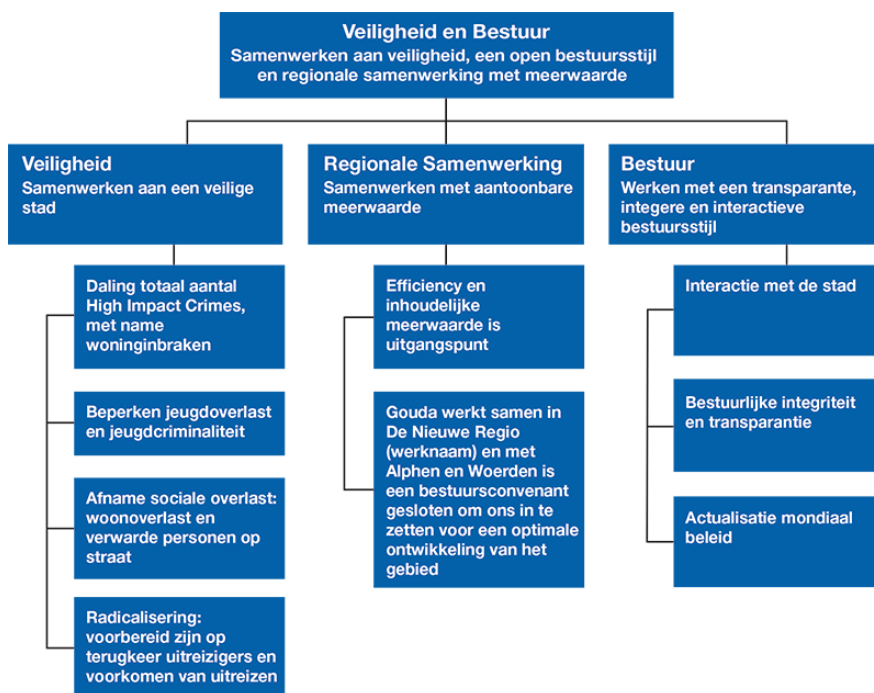 Veiligheid en Bestuur
Samenwerken aan veiligheid, een open bestuursstijl
en regionale samenwerking met meerwaarde
Veiligheid
Samenwerken aan een veilige
stad
Daling totaal aantal
High Impact Crimes,
met name
woninginbraken
Beperken jeugdoverlast
en jeugdcriminaliteit
Afname sociale overlast:
woonoverlast en
verwarde personen op
straat
Radicalisering:
voorbereid zijn op
terugkeer uitreizigers en
voorkomen van uitreizen
Regionale Samenwerking
Samenwerken met aantoonbare
meerwaarde
Efficiency en
inhoudelijke
meerwaarde is
uitgangspunt
Gouda werkt samen in
De Nieuwe Regio
(werknaam) en met
Alphen en Woerden is
een bestuursconvenant
gesloten om ons in te
zetten voor een optimale
ontwikkeling van het
gebied
Bestuur
Werken met een transparante,
integere en interactieve
bestuursstijl
Interactie met de stad
Bestuurlijke integriteit
en transparantie
Actualisatie mondiaal
beleid